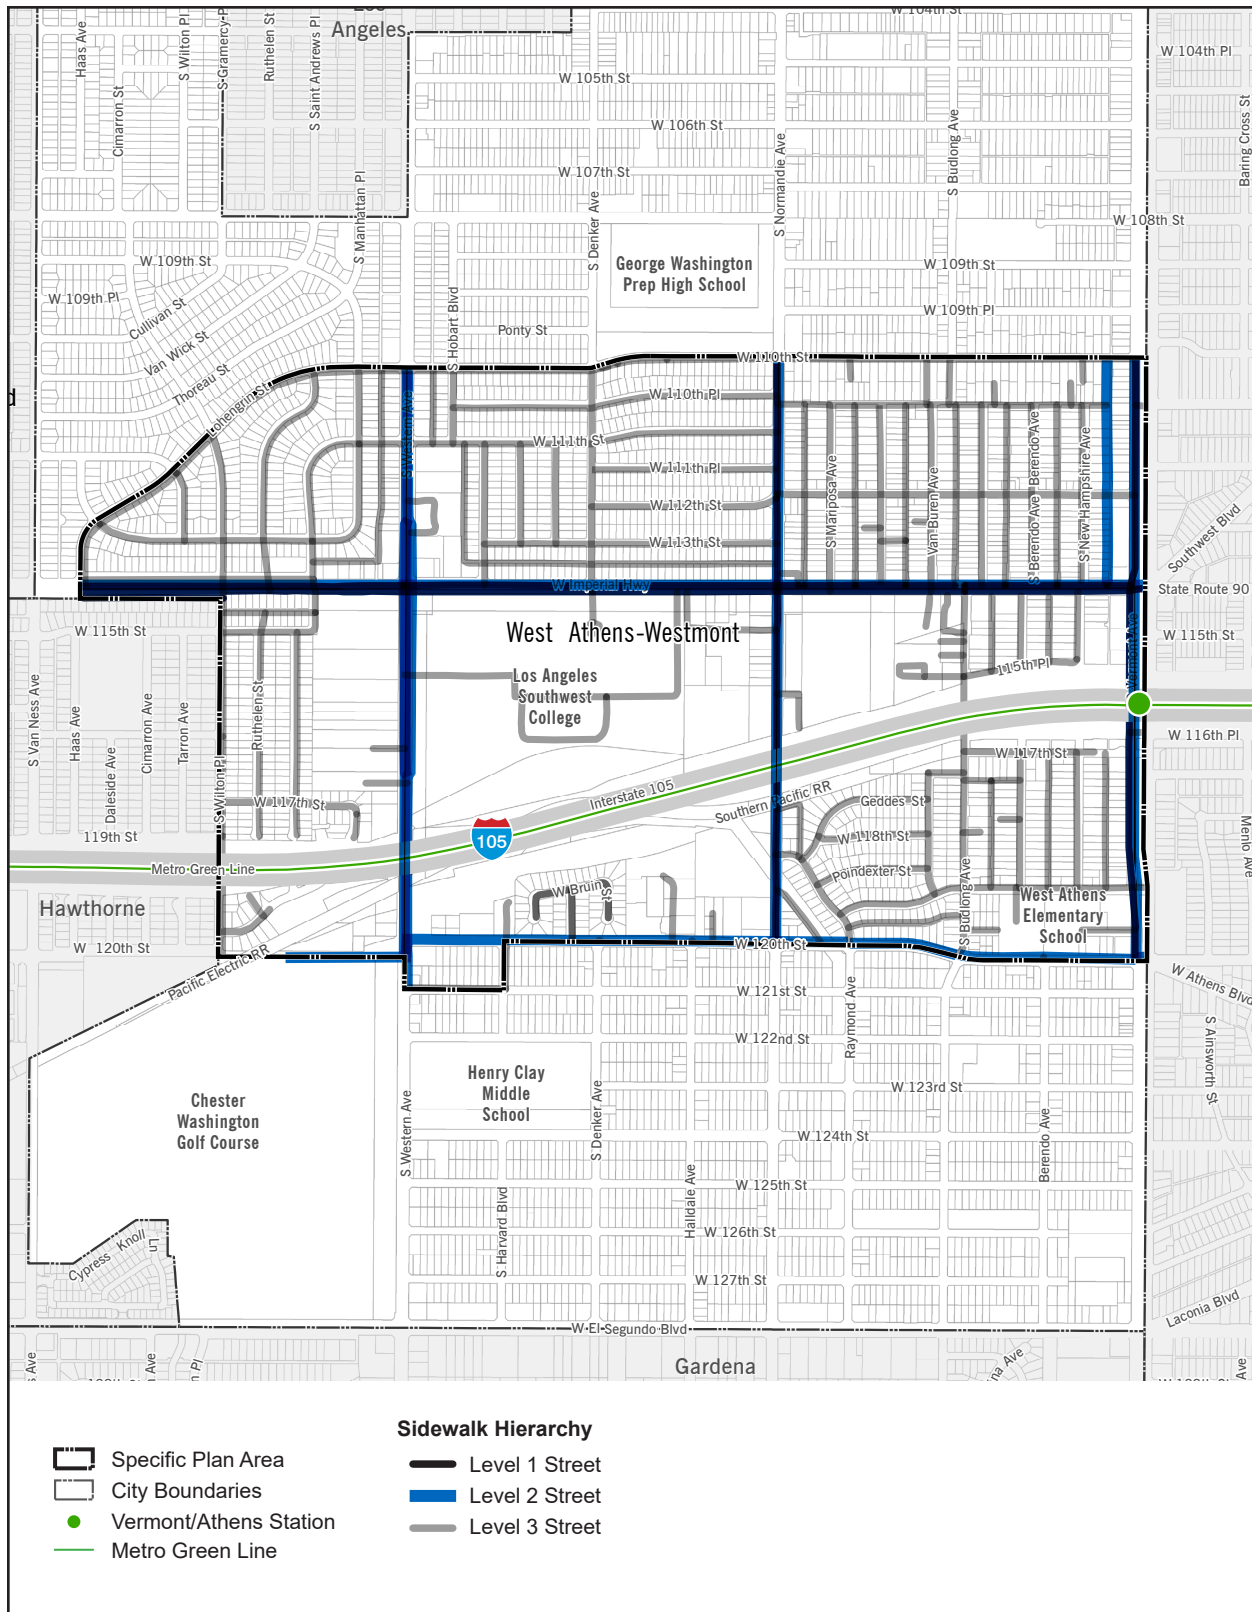 Los
Angeles
W 104th St
Haas Ave
Cimarron St
S Wilton Pl
S Gramercy P
Ruthelen St
S Saint Andrews Pl
S Manhattan Pl
W 104th Pl
W 105th St
W 106th St
W 107th St
S Denker Ave
S Normandie Ave
S Budlong Ave
Baring Cross St
W 108th St
W 109th St
W 109th Pl
Cullivan St
Van Wick St
Thoreau St
Lohengrin St
S Hobart Blvd
Ponty St
George Washington
Prep High School
W 109th St
W 109th Pl
W 110th St
W 110th Pl
S Western Ave
W 111th St
W 111th Pl
W 112th St
W 113th St
S Mariposa Ave
Van Buren Ave
S Berendo Ave
Berendo Ave
S New Hampshire Ave
Southwest Blvd
W Imperial Hwy
State Route 90
W 115th St
W 115th St
West Athens-Westmont
Los Angeles
Southwest
College
115th Pl
S Vermont Ave
S Van Ness Ave
Haas Ave
Daleside Ave
Cimarron Ave
Tarron Ave
S Wilton Pl
Ruthelen St
W 116th Pl
W 117th St
W 117th St
Interstate 105
Southern Pacific RR
105
Geddes St
W 118th St
Poindexter St
119th St
Metro Green Line
Menlo Ave
Hawthorne
W Bruin St
S Budlong Ave
West Athens
Elementary
School
W 120th St
W 120th St
Pacific Electric RR
W Athens Blvd
W 121st St
Raymond Ave
W 122nd St
S Ainsworth St
Henry Clay
Middle
School
Chester
Washington
Golf Course
S Western Ave
S Denker Ave
W 123rd St
W 124th St
Berendo Ave
W 125th St
Halldale Ave
S Harvard Blvd
W 126th St
W 127th St
Cypress Knoll Ln
Laconia Blvd
W El Segundo Blvd
Gardena
Sidewalk Hierarchy
Specific Plan Area
City Boundaries
Vermont/Athens Station
Metro Green Line
Level 1 Street
Level 2 Street
Level 3 Street